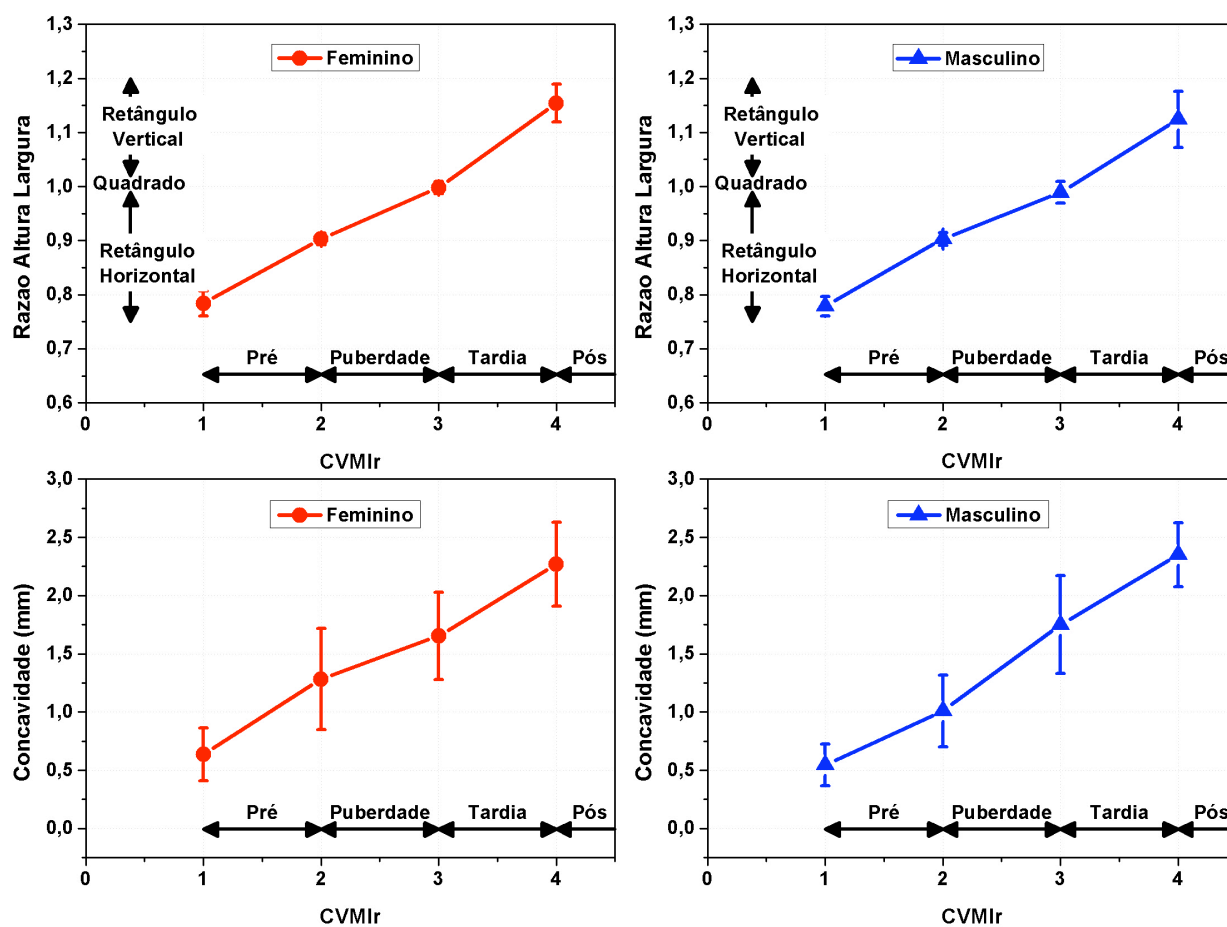 1,3
1,2
1,1
1,0
0,9
0,8
0,7
0,6
Razao Altura Largura
Feminino
Retângulo
Vertical
Quadrado
Retângulo
Horizontal
Pré
Puberdade
Tardia
Pós
0
1
2
3
4
CVMIr
1,3
1,2
1,1
1,0
0,9
0,8
0,7
0,6
Razao Altura Largura
Masculino
Retângulo
Vertical
Quadrado
Retângulo
Horizontal
Pré
Puberdade
Tardia
Pós
0
1
2
3
4
CVMIr
3,0
2,5
2,0
1,5
1,0
0,5
0,0
Concavidade (mm)
Feminino
Pré
Puberdade
Tardia
Pós
0
1
2
3
4
CVMIr
3,0
2,5
2,0
1,5
1,0
0,5
0,0
Concavidade (mm)
Masculino
Pré
Puberdade
Tardia
Pós
0
1
2
3
4
CVMIr